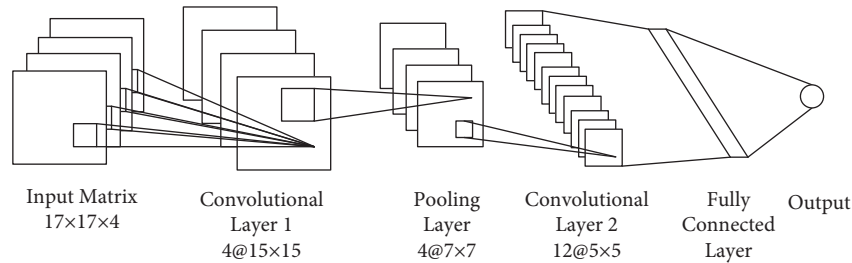 Input Matrix
17×17×4
Convolutional
Layer 1
4@15×15
Pooling
Layer
4@7×7
Convolutional
Layer 2
12@5×5
Fully
Connected
Layer
Output